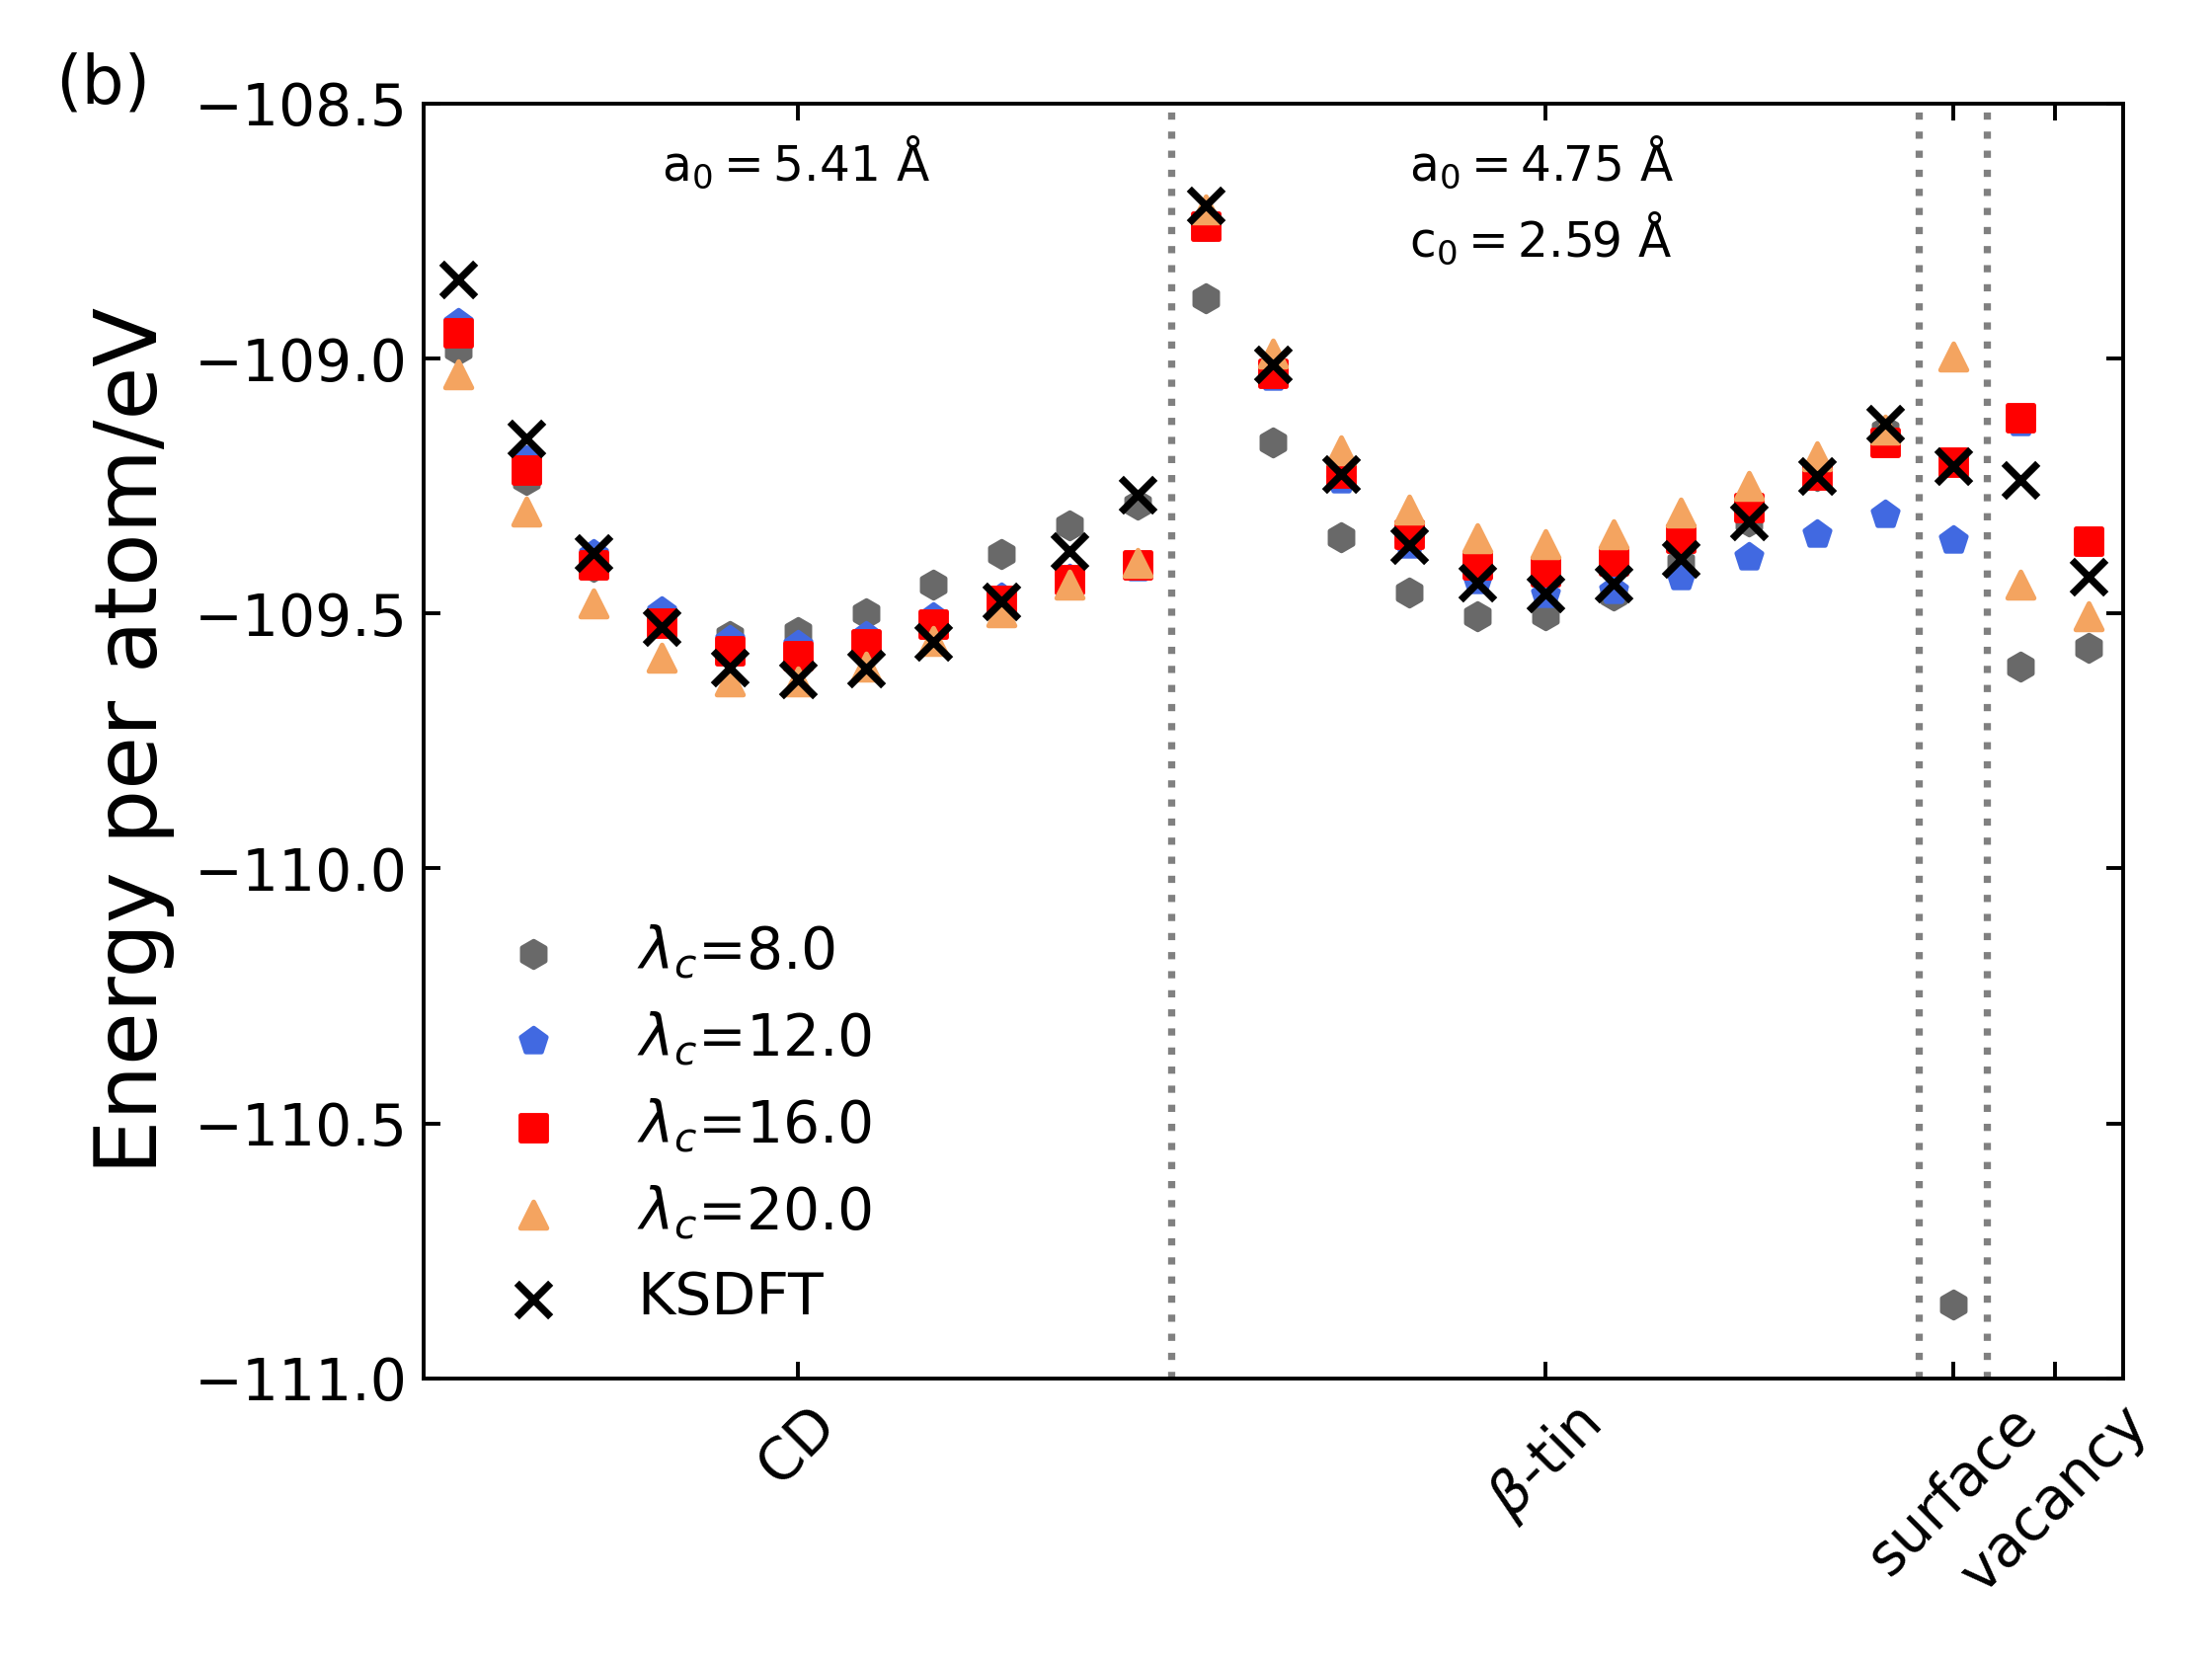 (b)
−108.5
−109.0
−109.5
−110.0
−110.5
−111.0
Energy per atom/eV
a₀ = 5.41 Å
a₀ = 4.75 Å
c₀ = 2.59 Å
λc=8.0
λc=12.0
λc=16.0
λc=20.0
KSDFT
CD
β-tin
surface
vacancy